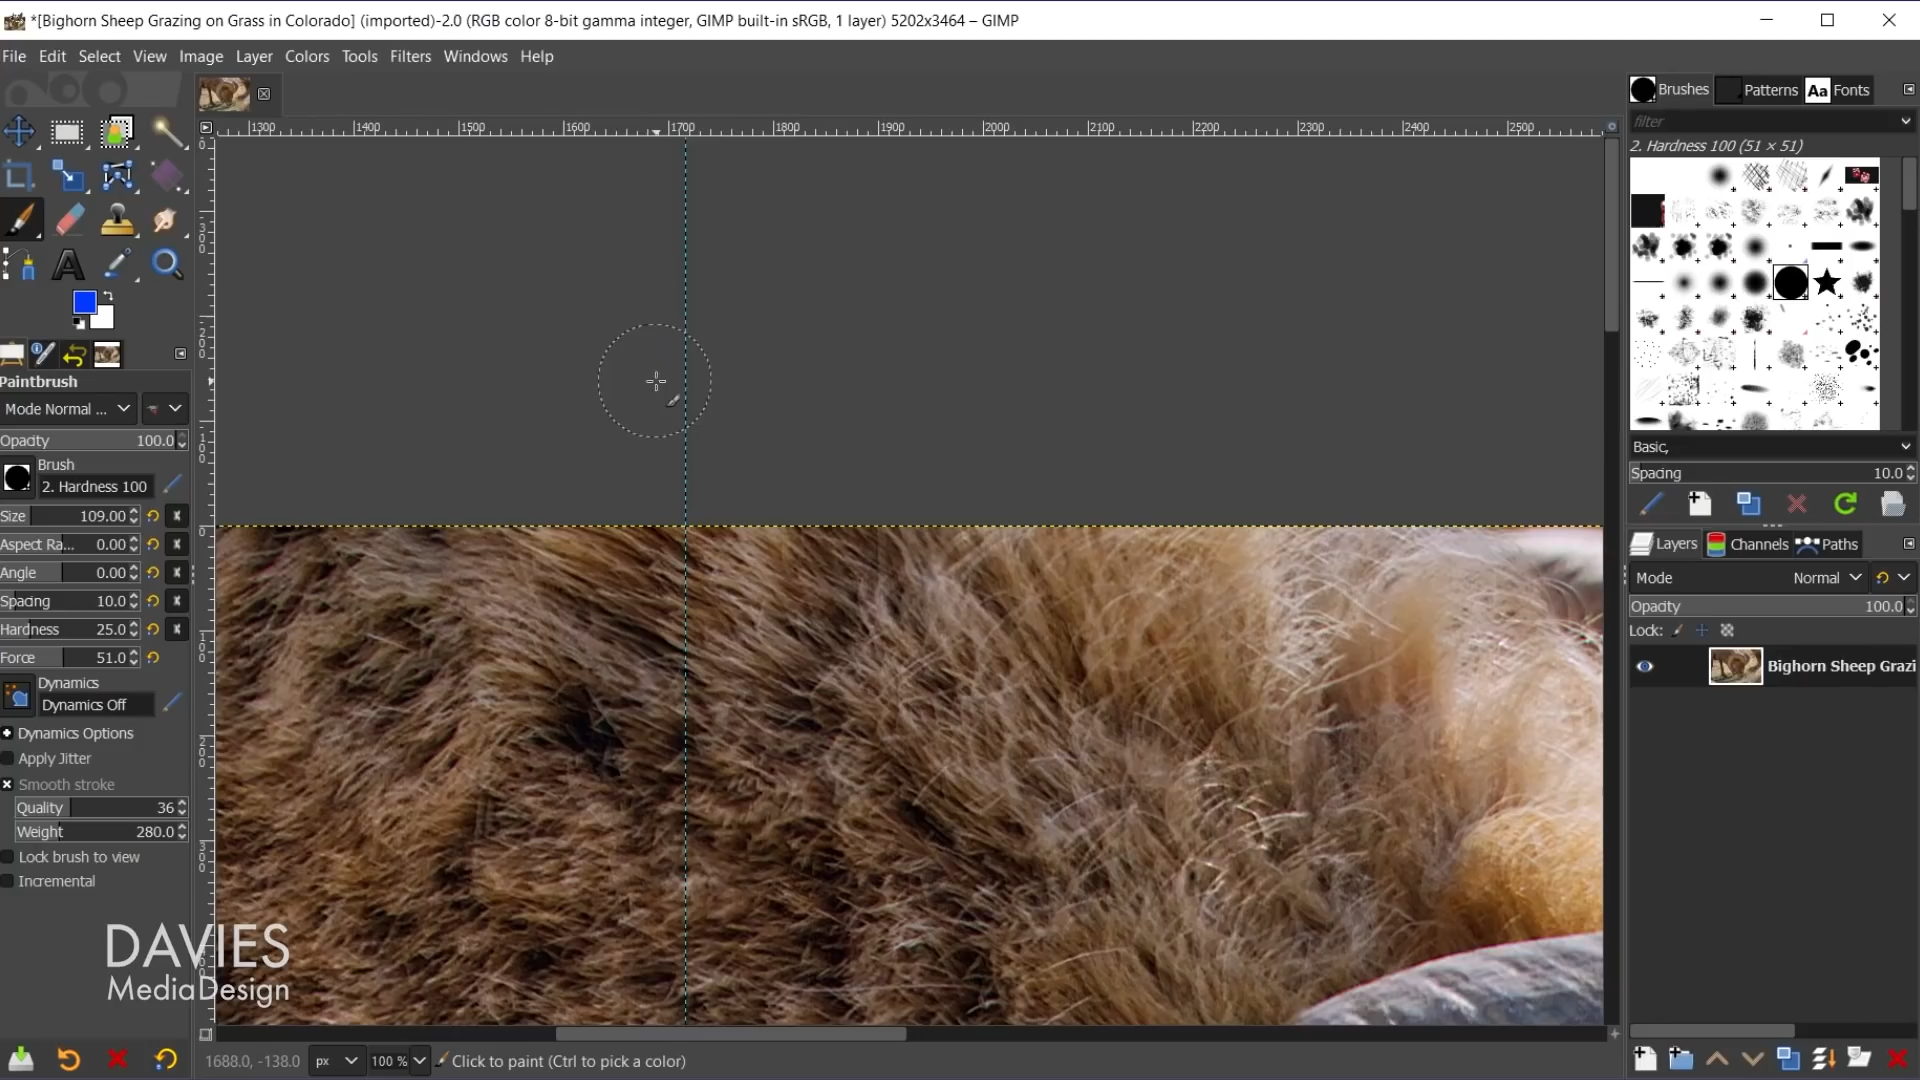 *[Bighorn Sheep Grazing on Grass in Colorado] (imported)-2.0 (RGB color 8-bit gamma integer, GIMP built-in sRGB, 1 layer) 5202x3464 – GIMP
File Edit Select View Image Layer Colors Tools Filters Windows Help
Brushes Patterns Aa Fonts
filter
2. Hardness 100 (51 × 51)
1300 1400 1500 1600 1700 1800 1900 2000 2100 2200 2300 2400 2500
Paintbrush
Mode Normal ...
Opacity 100.0
Brush
2. Hardness 100
Size 109.00
Aspect Ra... 0.00
Angle 0.00
Spacing 10.0
Hardness 25.0
Force 51.0
Dynamics
Dynamics Off
Dynamics Options
Apply Jitter
Smooth stroke
Quality 36
Weight 280.0
Lock brush to view
Incremental
DAVIES
MediaDesign
Basic,
Spacing 10.0
Layers Channels Paths
Mode Normal
Opacity 100.0
Lock:
Bighorn Sheep Grazi
1688.0, -138.0 px 100 % Click to paint (Ctrl to pick a color)